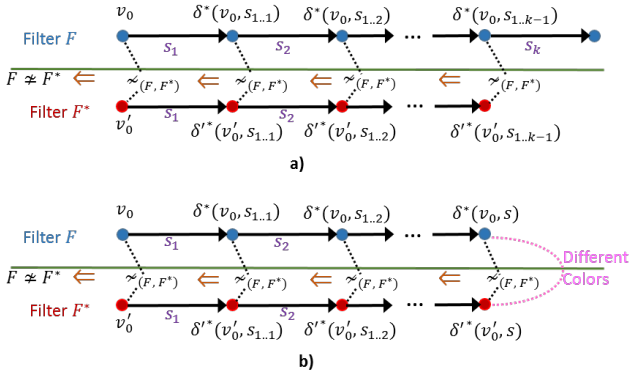 v₀ δ*(v₀, s₁..₁) δ*(v₀, s₁..₂) δ*(v₀, s₁..ₖ₋₁)
Filter F s₁ s₂ ... sₖ
F ≁ F* ⇐ ≁(F, F*) ⇐ ≁(F, F*) ⇐ ≁(F, F*) ⇐ ≁(F, F*)
Filter F* s₁ s₂ ...
v′₀ δ′*(v′₀, s₁..₁) δ′*(v′₀, s₁..₂) δ′*(v′₀, s₁..ₖ₋₁)
a)
v₀ δ*(v₀, s₁..₁) δ*(v₀, s₁..₂) δ*(v₀, s)
Filter F s₁ s₂ ... Different
F ≁ F* ⇐ ≁(F, F*) ⇐ ≁(F, F*) ⇐ ≁(F, F*) ⇐ ≁(F, F*) Colors
Filter F* s₁ s₂ ...
v′₀ δ′*(v′₀, s₁..₁) δ′*(v′₀, s₁..₂) δ′*(v′₀, s)
b)